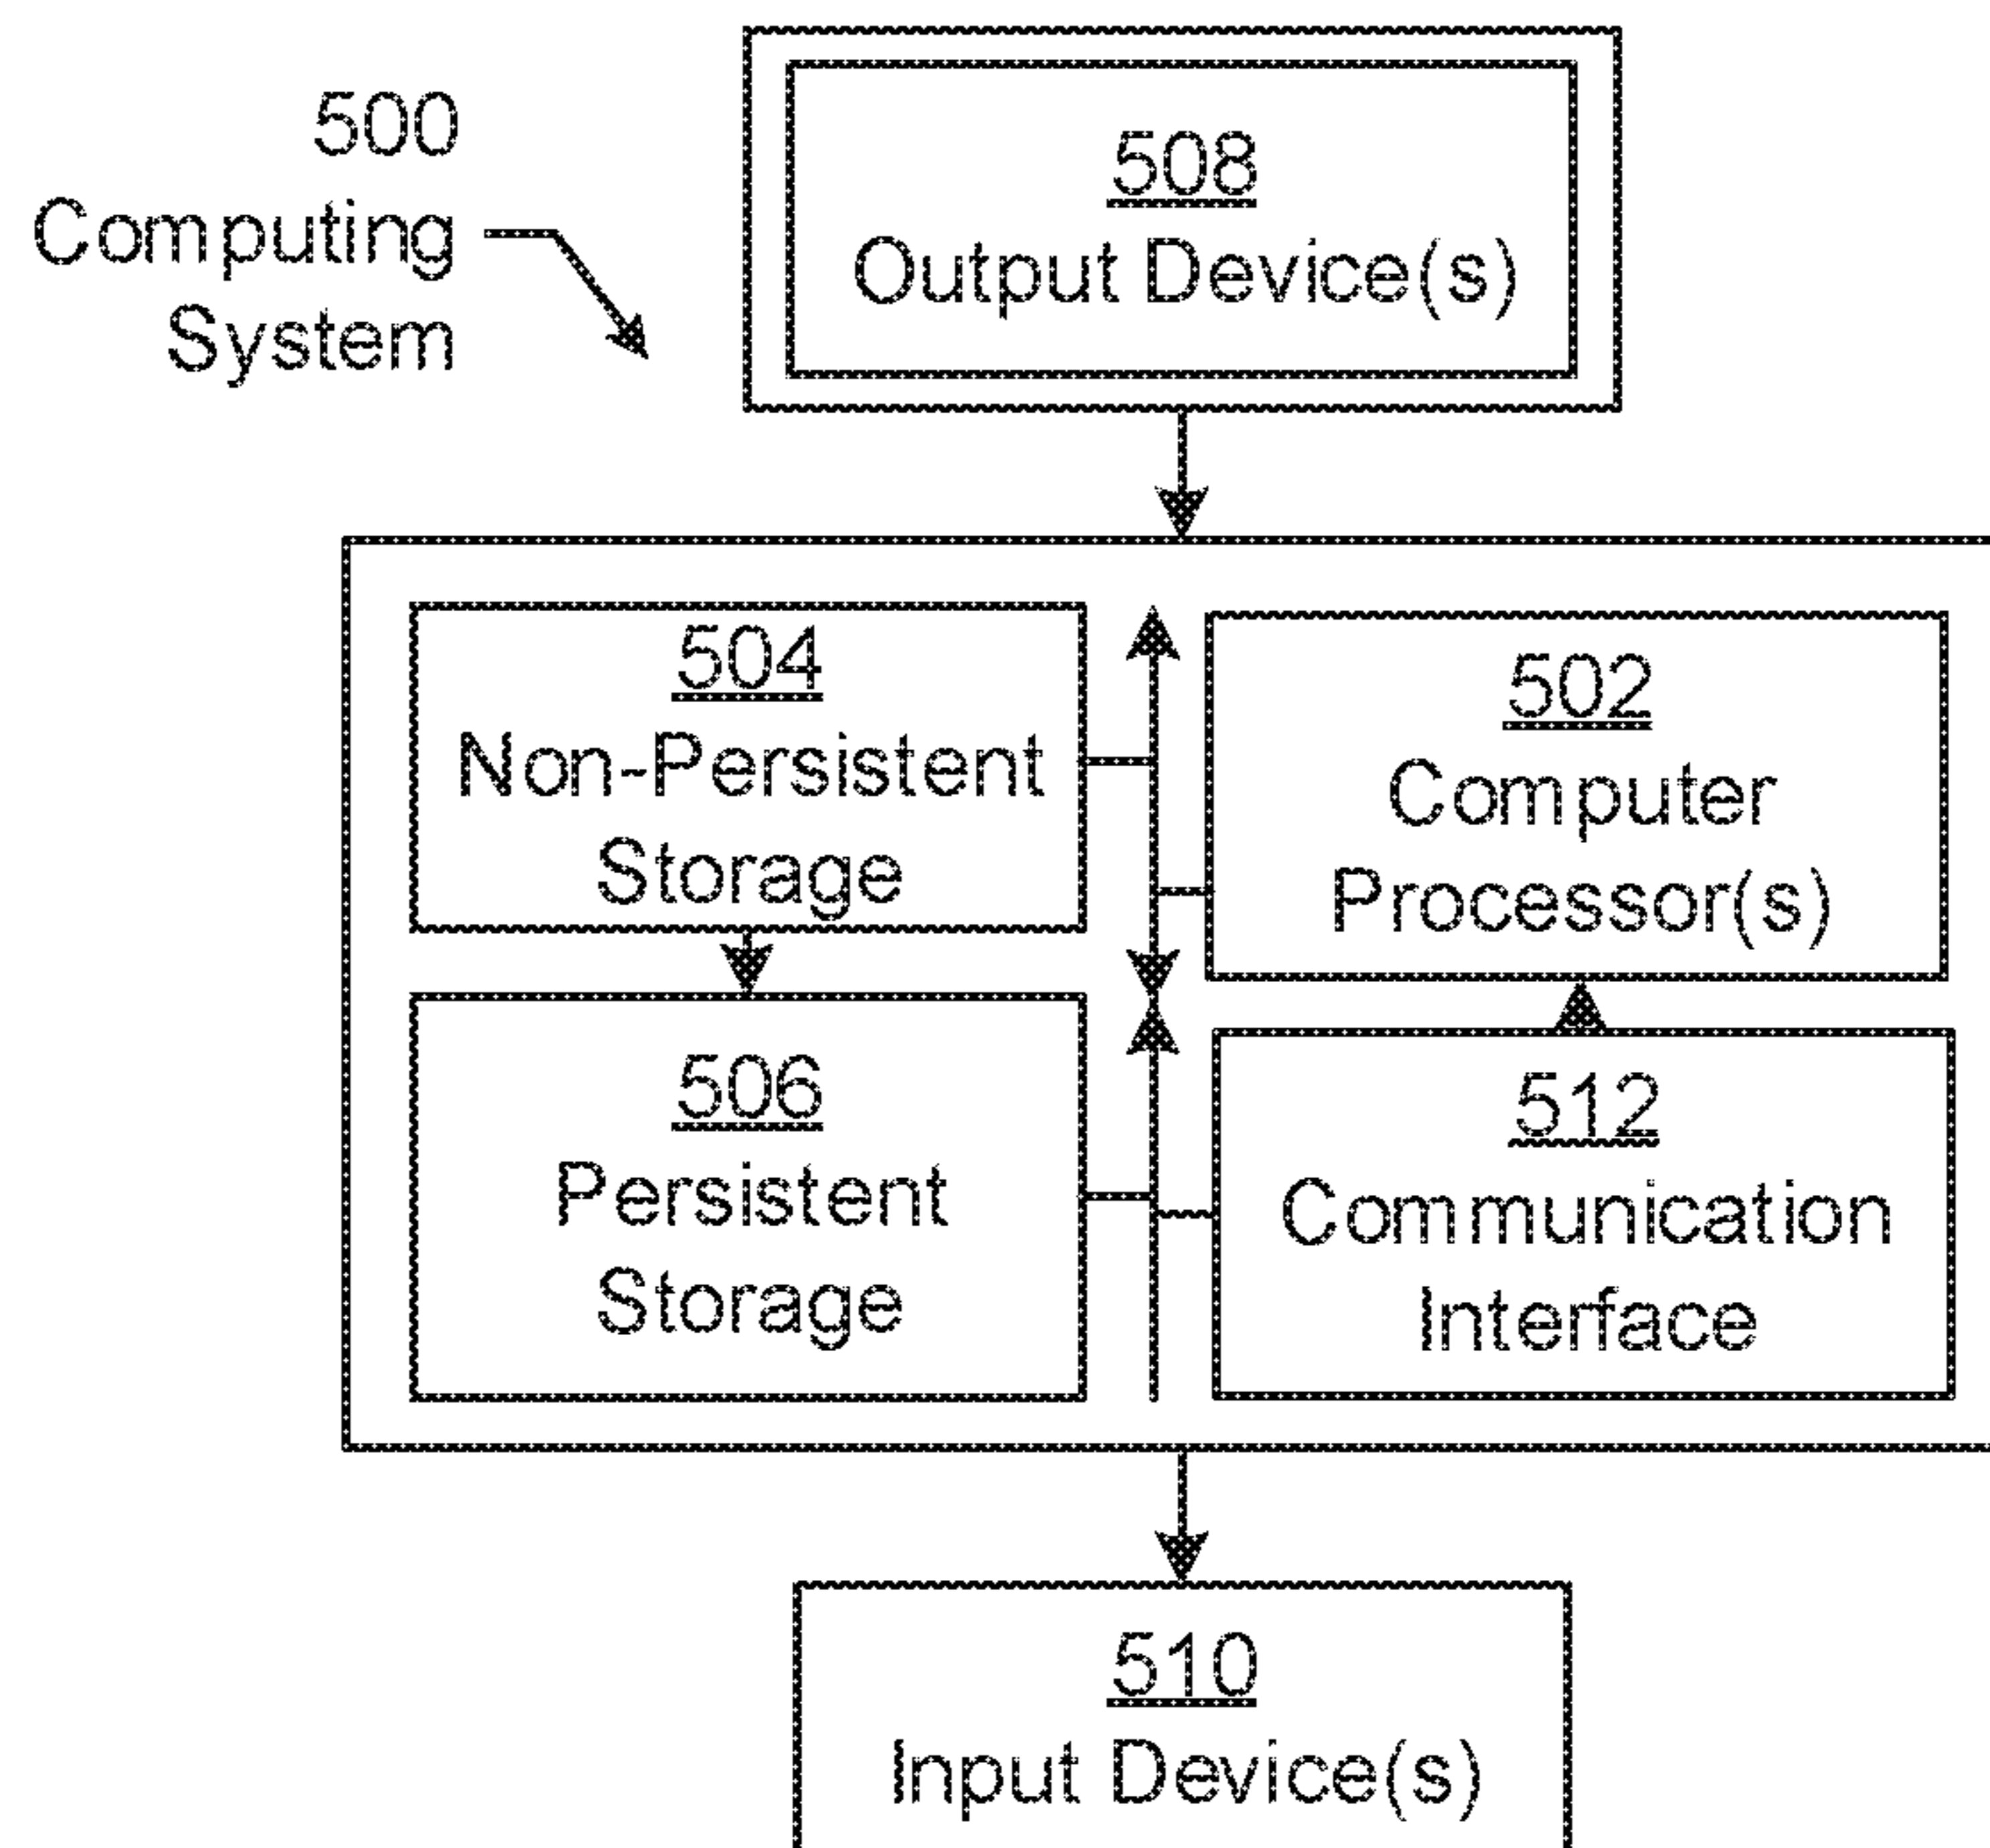 500
Computing
System
508
Output Device(s)
504
Non-Persistent
Storage
502
Computer
Processor(s)
506
Persistent
Storage
512
Communication
Interface
510
Input Device(s)